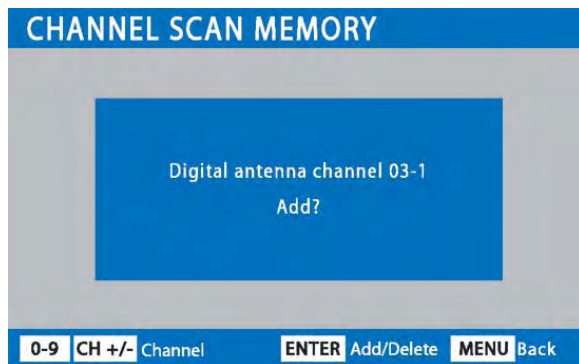 CHANNEL SCAN MEMORY
Digital antenna channel 03-1
Add?
0-9 CH +/- Channel ENTER Add/Delete MENU Back